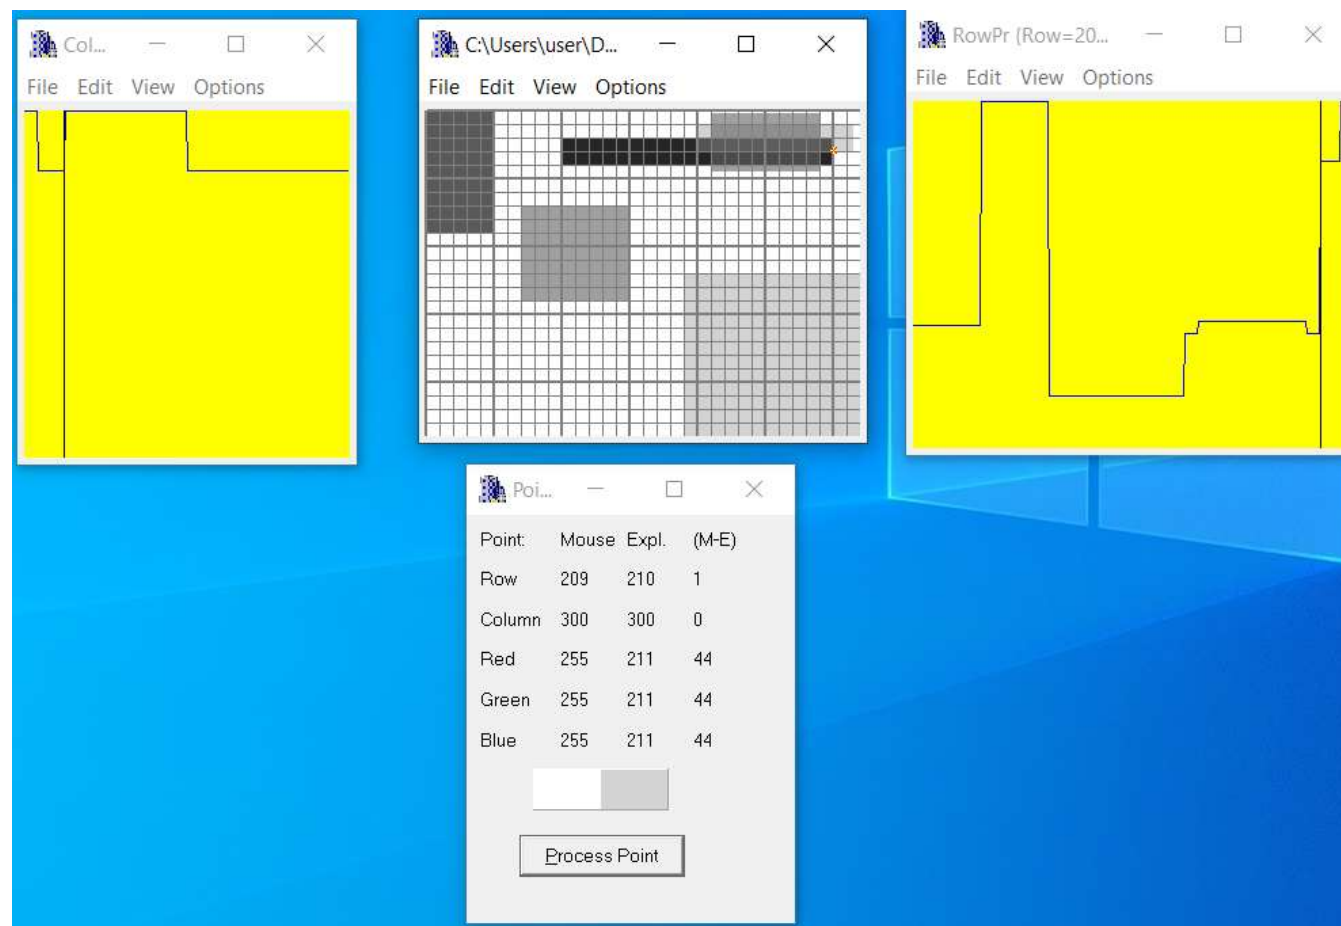 Col...
File Edit View Options
C:\Users\user\D...
File Edit View Options
RowPr (Row=20...
File Edit View Options
Poi...
Point: Mouse Expl. (M-E)
Row 209 210 1
Column 300 300 0
Red 255 211 44
Green 255 211 44
Blue 255 211 44
Process Point